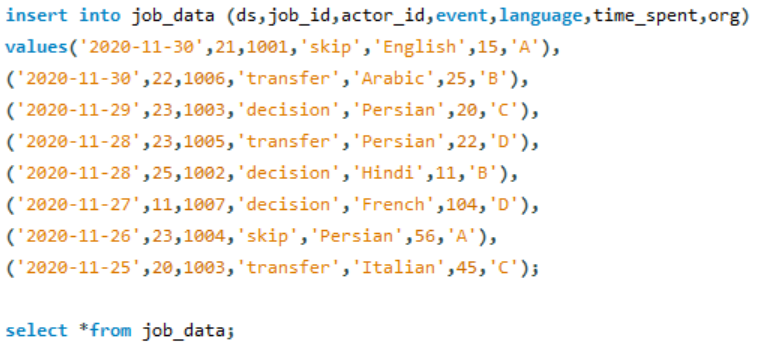 insert into job_data (ds,job_id,actor_id,event,language,time_spent,org)
values('2020-11-30',21,1001,'skip','English',15,'A'),
('2020-11-30',22,1006,'transfer','Arabic',25,'B'),
('2020-11-29',23,1003,'decision','Persian',20,'C'),
('2020-11-28',23,1005,'transfer','Persian',22,'D'),
('2020-11-28',25,1002,'decision','Hindi',11,'B'),
('2020-11-27',11,1007,'decision','French',104,'D'),
('2020-11-26',23,1004,'skip','Persian',56,'A'),
('2020-11-25',20,1003,'transfer','Italian',45,'C');
select *from job_data;